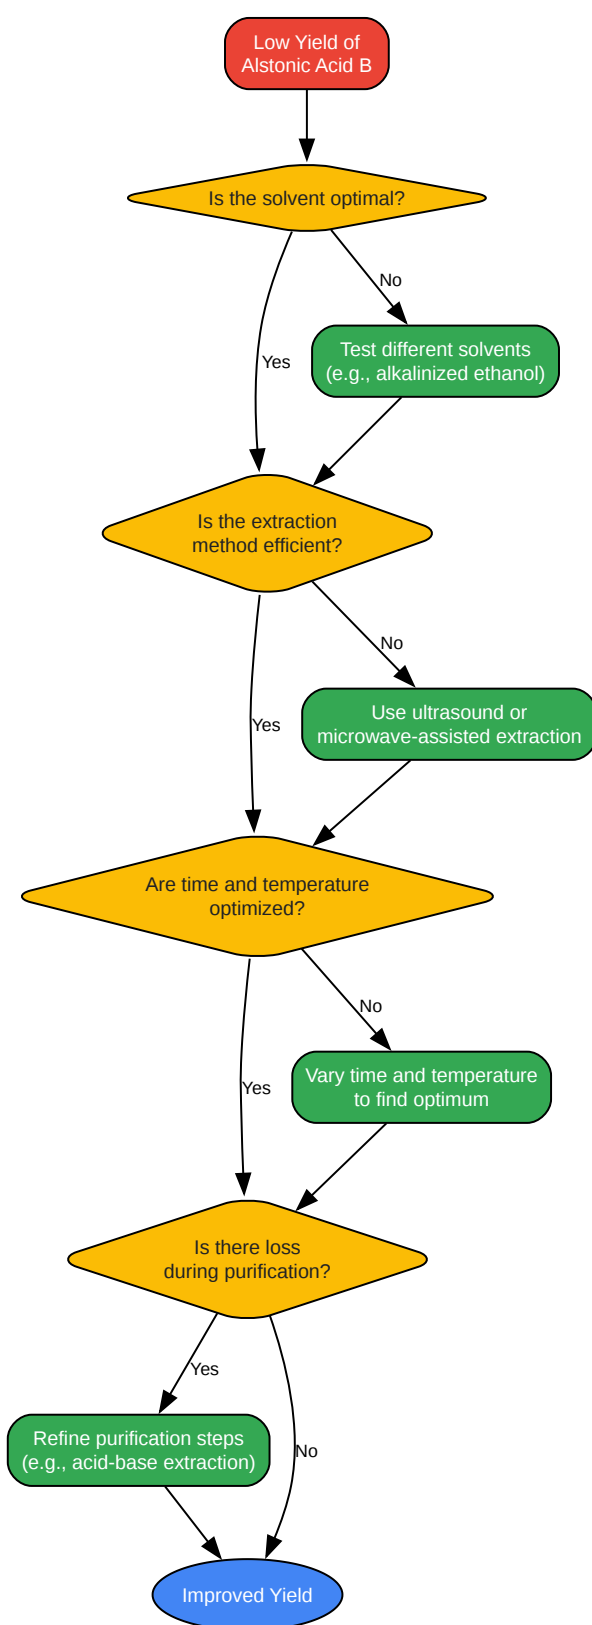 Low Yield of
Alstonic Acid B
Is the solvent optimal?
No
Test different solvents
(e.g., alkalinized ethanol)
Yes
Is the extraction
method efficient?
No
Use ultrasound or
microwave-assisted extraction
Yes
Are time and temperature
optimized?
No
Vary time and temperature
to find optimum
Yes
Is there loss
during purification?
Yes
Refine purification steps
(e.g., acid-base extraction)
No
Improved Yield